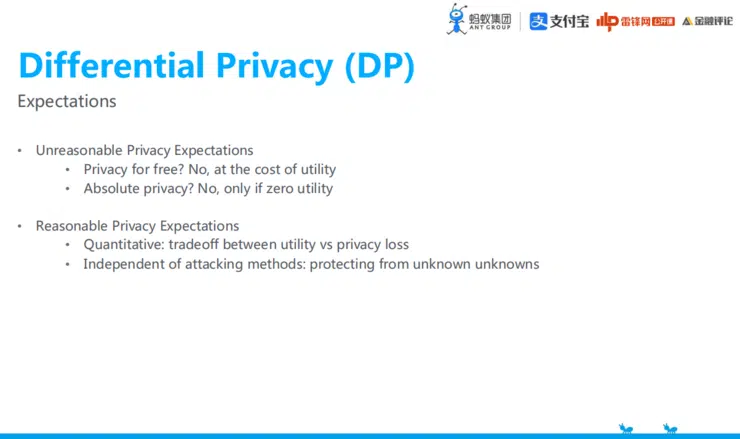 蚂蚁集团
ANT GROUP
支付宝
雷锋网 公开课
金融评论
Differential Privacy (DP)
Expectations
• Unreasonable Privacy Expectations
• Privacy for free? No, at the cost of utility
• Absolute privacy? No, only if zero utility
• Reasonable Privacy Expectations
• Quantitative: tradeoff between utility vs privacy loss
• Independent of attacking methods: protecting from unknown unknowns